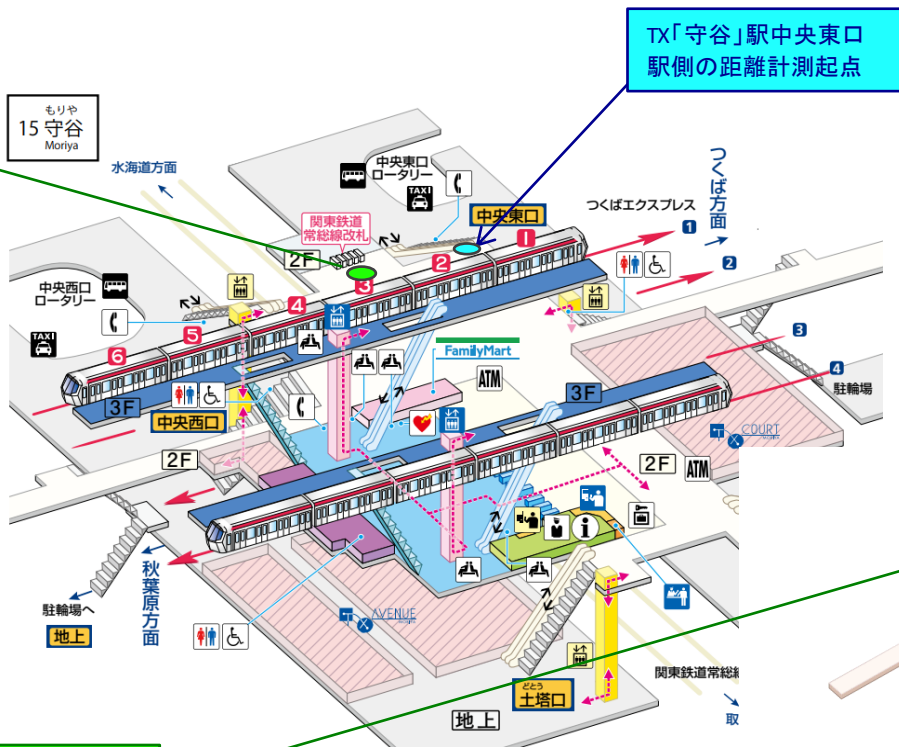 TX「守谷」駅中央東口
駅側の距離計測起点
もりや
15 守谷
Moriya
水海道方面
中央東口
ロータリー
TAXI
つくば方面
つくばエクスプレス
関東鉄道
常総線改札
中央東口
2F
1
2
3
4
5
6
1
2
3
4
中央西口
ロータリー
TAXI
FamilyMart
ATM
3F
3F
中央西口
2F
2F
ATM
駐輪場
COURT
秋葉原方面
駐輪場へ
地上
AVENUE
i
関東鉄道常総
どとう
土塔口
地上
取